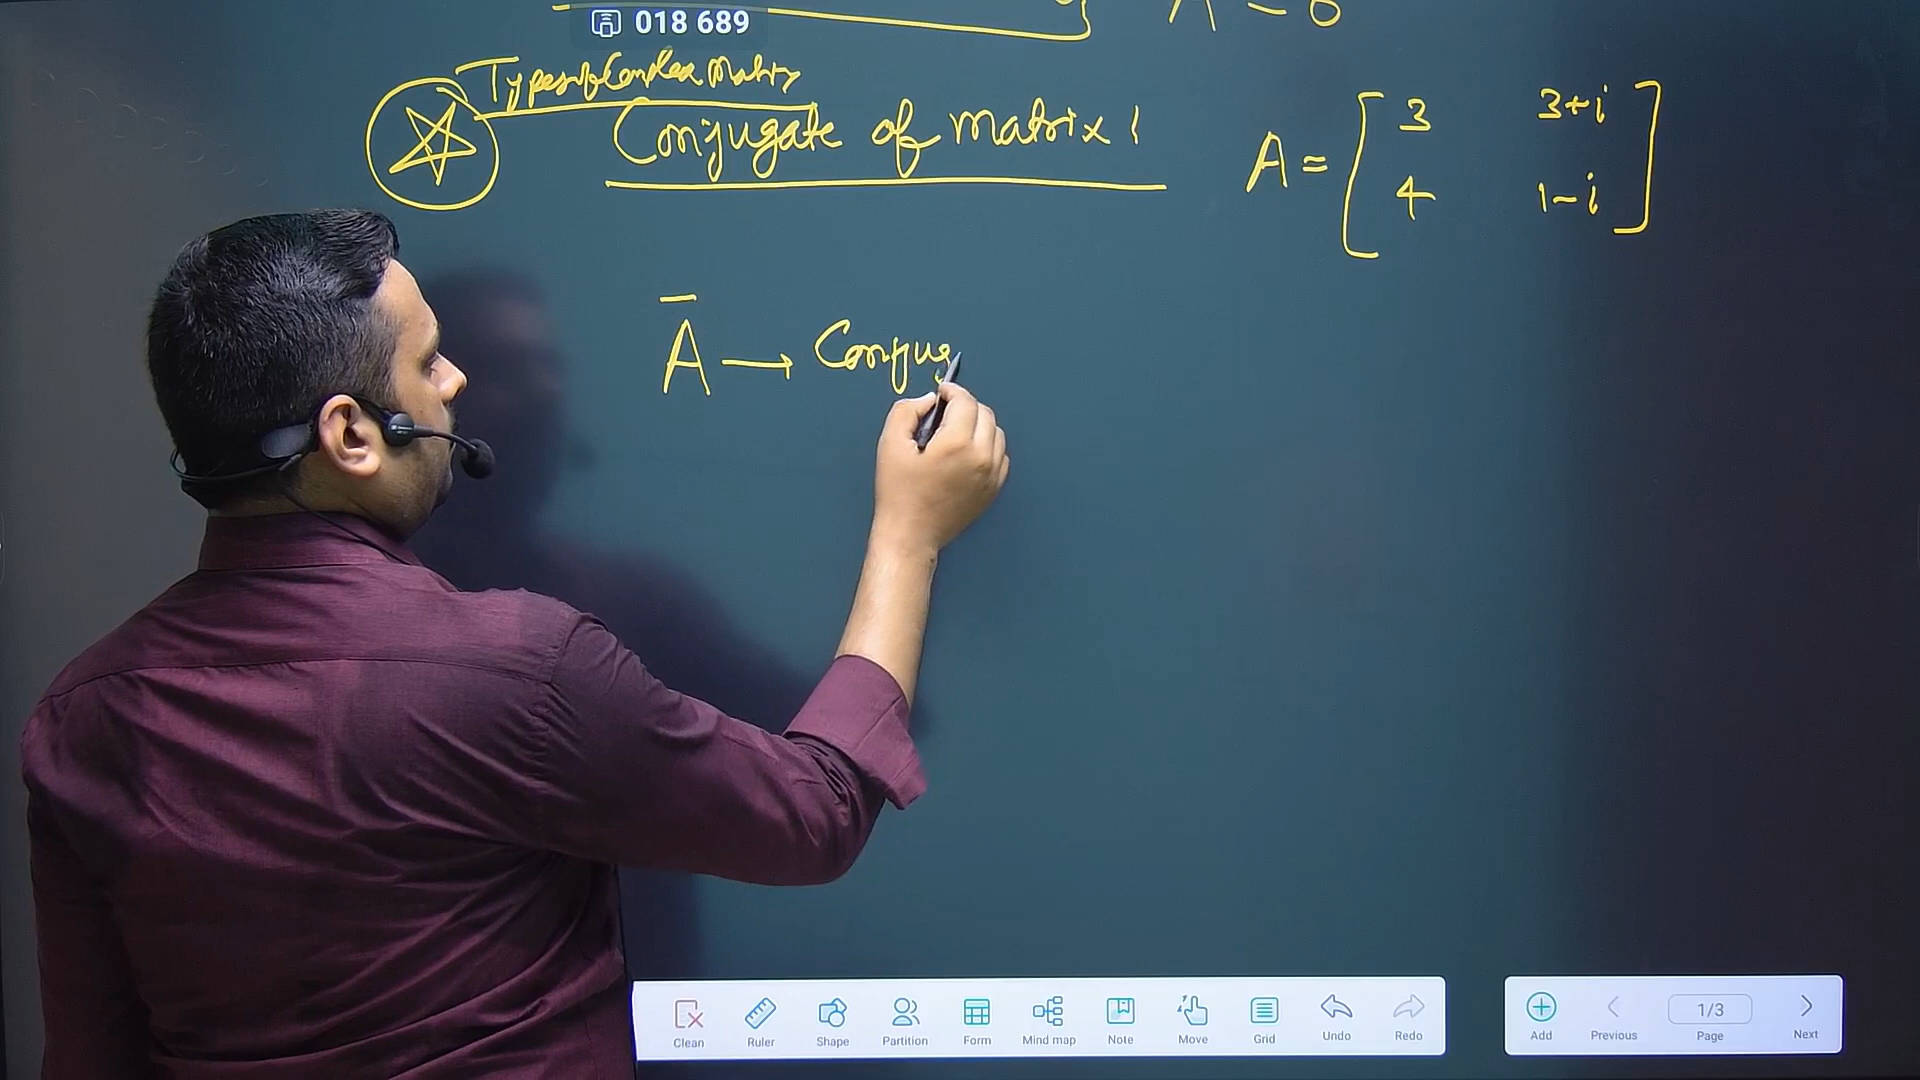 A = 0
018 689
Types of Complex Matrix
Conjugate of matrix :
A = [ 3 3+i
4 1-i ]
Ā → Conjug
Clean Ruler Shape Partition Form Mind map Note Move Grid Undo Redo
Add Previous 1/3 Page Next